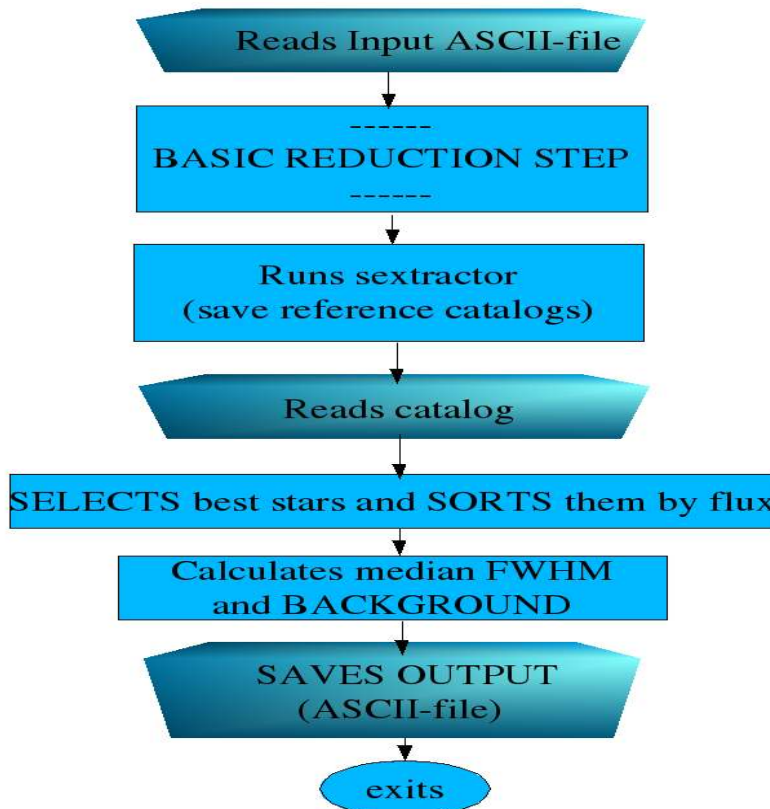 Reads Input ASCII-file
------
BASIC REDUCTION STEP
------
Runs sextractor
(save reference catalogs)
Reads catalog
SELECTS best stars and SORTS them by flux
Calculates median FWHM
and BACKGROUND
SAVES OUTPUT
(ASCII-file)
exits